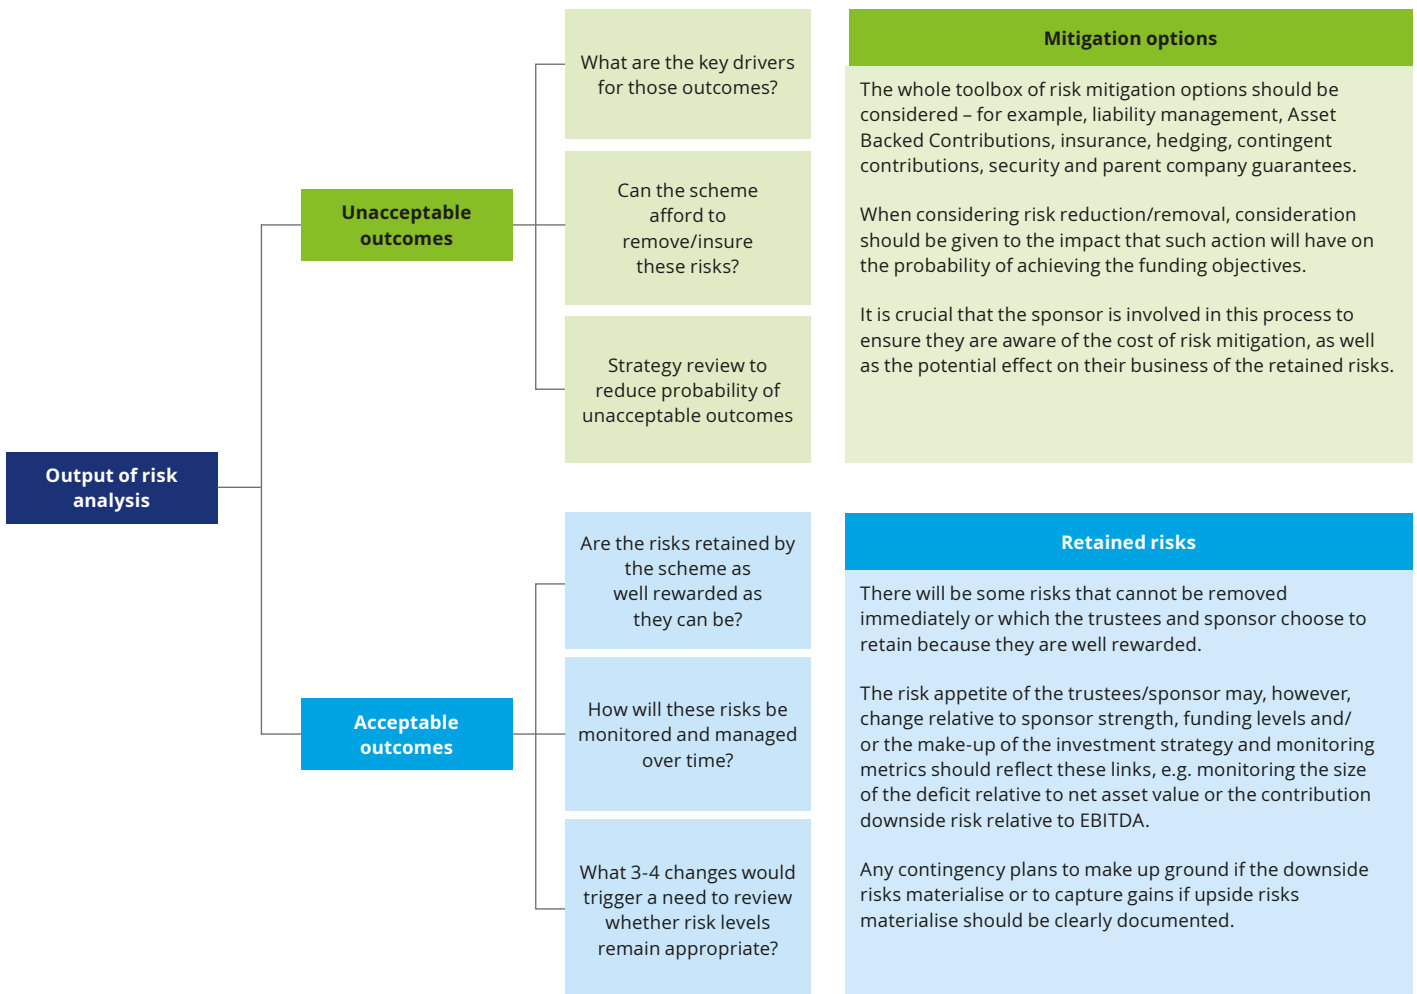 Output of risk
analysis
Unacceptable
outcomes
What are the key drivers
for those outcomes?
Can the scheme
afford to
remove/insure
these risks?
Strategy review to
reduce probability of
unacceptable outcomes
Mitigation options
The whole toolbox of risk mitigation options should be
considered – for example, liability management, Asset
Backed Contributions, insurance, hedging, contingent
contributions, security and parent company guarantees.
When considering risk reduction/removal, consideration
should be given to the impact that such action will have on
the probability of achieving the funding objectives.
It is crucial that the sponsor is involved in this process to
ensure they are aware of the cost of risk mitigation, as well
as the potential effect on their business of the retained risks.
Acceptable
outcomes
Are the risks retained by
the scheme as
well rewarded as
they can be?
How will these risks be
monitored and managed
over time?
What 3-4 changes would
trigger a need to review
whether risk levels
remain appropriate?
Retained risks
There will be some risks that cannot be removed
immediately or which the trustees and sponsor choose to
retain because they are well rewarded.
The risk appetite of the trustees/sponsor may, however,
change relative to sponsor strength, funding levels and/
or the make-up of the investment strategy and monitoring
metrics should reflect these links, e.g. monitoring the size
of the deficit relative to net asset value or the contribution
downside risk relative to EBITDA.
Any contingency plans to make up ground if the downside
risks materialise or to capture gains if upside risks
materialise should be clearly documented.